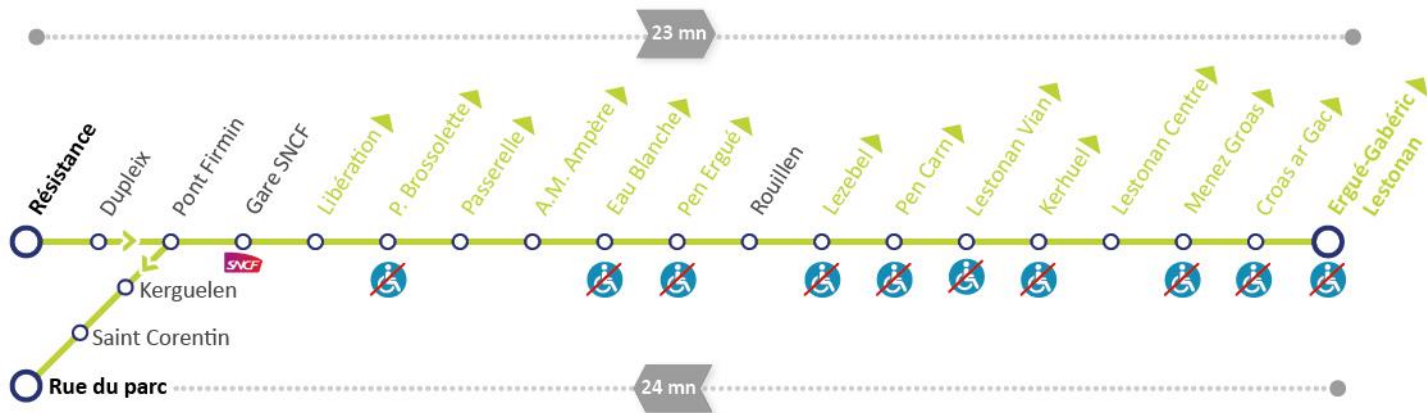 23 mn
Résistance
Dupleix
Pont Firmin
Gare SNCF
Libération
P. Brossolette
Passerelle
A.M. Ampère
Eau Blanche
Pen Ergué
Rouillen
Lezebel
Pen Carn
Lestonan Vian
Kerhuel
Lestonan Centre
Menez Groas
Croas ar Gac
Ergué-Gabéric
Lestonan
SNCF
Kerguelen
Saint Corentin
Rue du parc
24 mn